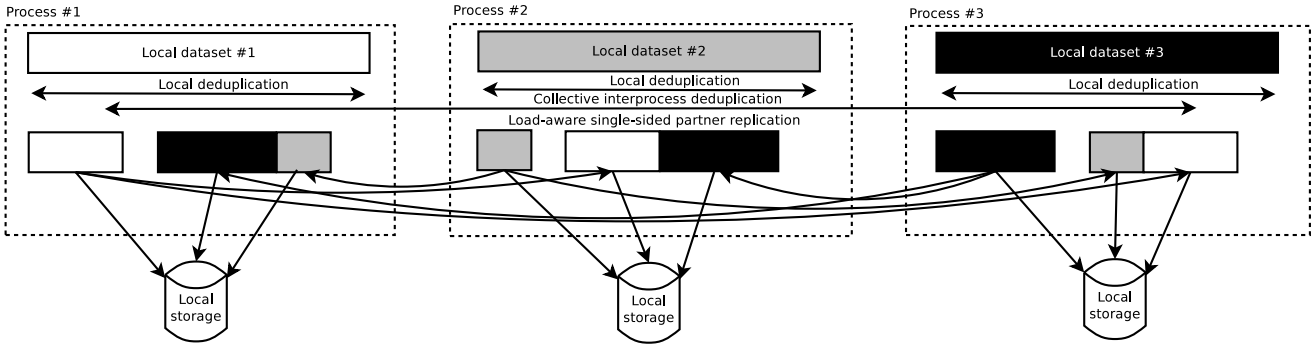 Process #1
Process #2
Process #3
Local dataset #1
Local dataset #2
Local dataset #3
Local deduplication
Local deduplication
Local deduplication
Collective interprocess deduplication
Load-aware single-sided partner replication
Local
storage
Local
storage
Local
storage